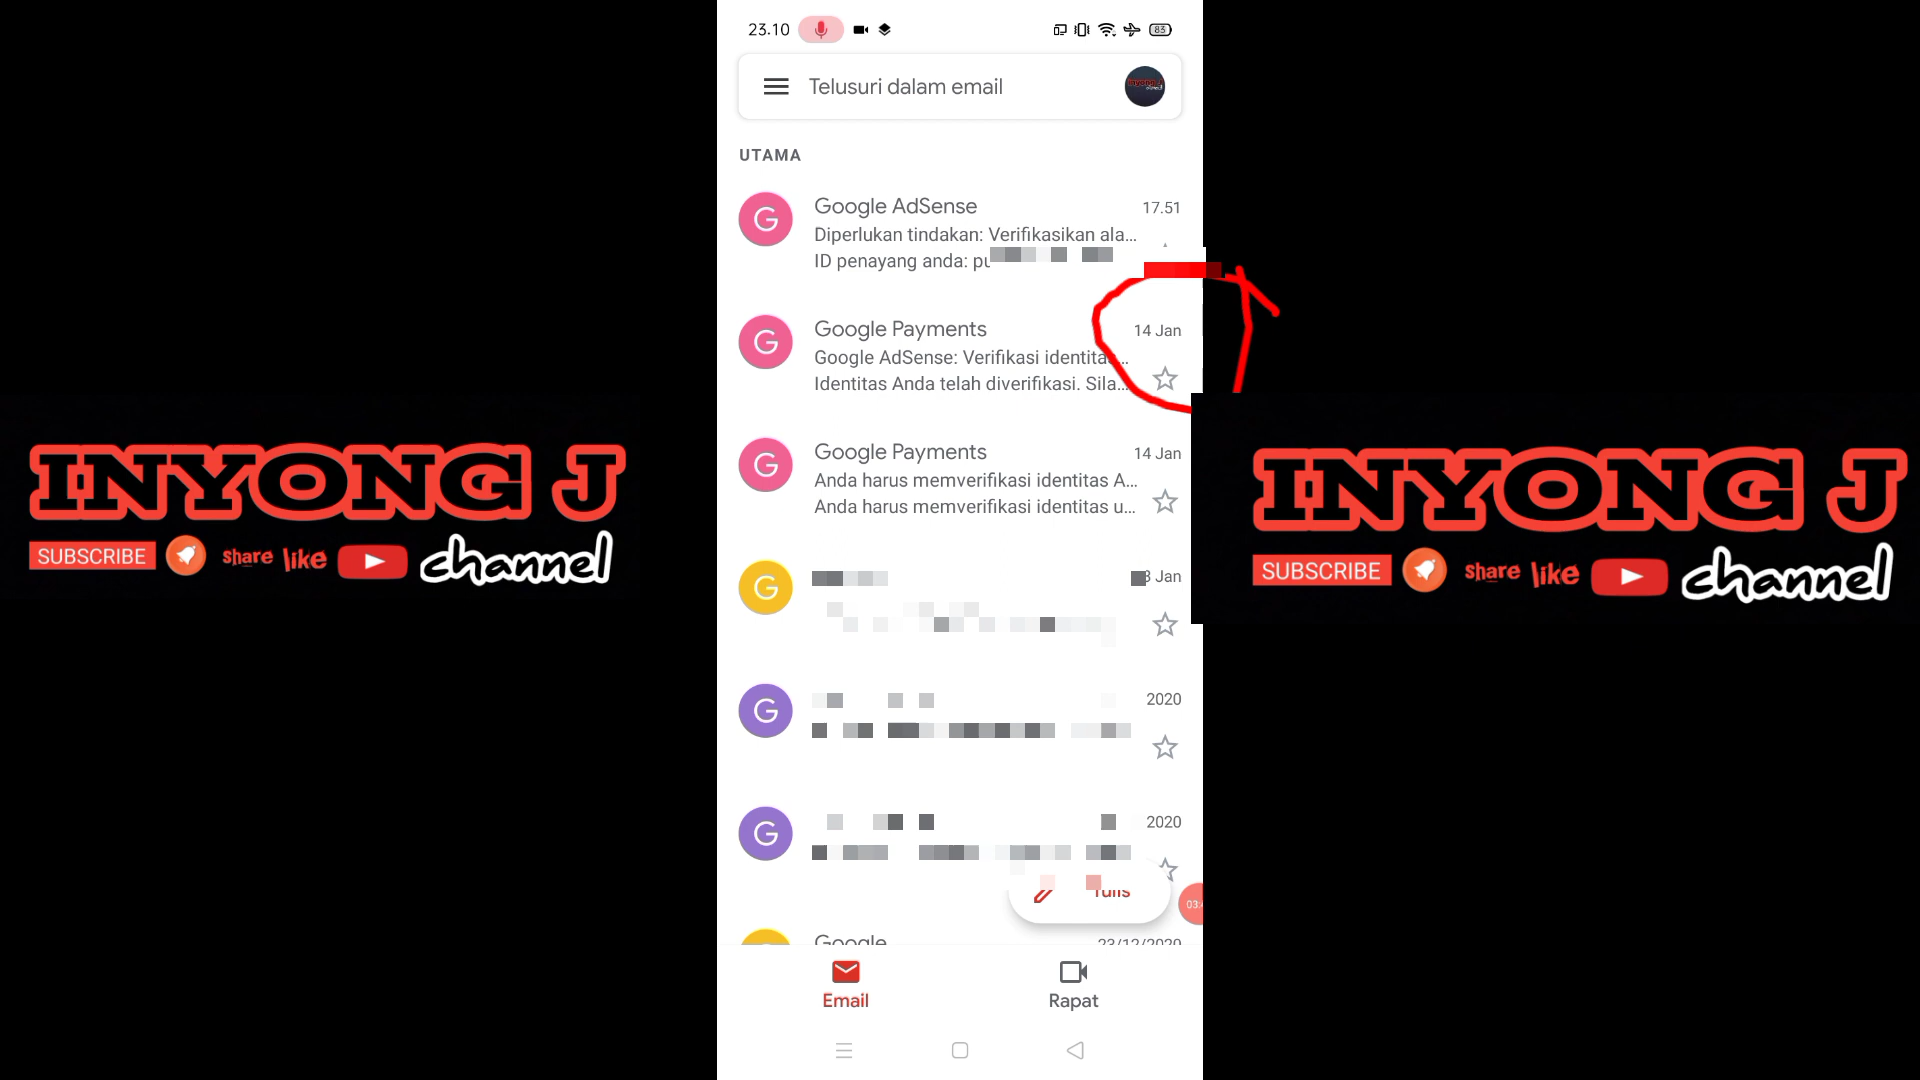 23.10
83
Telusuri dalam email
UTAMA
Google AdSense
17.51
Diperlukan tindakan: Verifikasikan ala...
ID penayang anda:
Google Payments
14 Jan
Google AdSense: Verifikasi identitas...
Identitas Anda telah diverifikasi. Sila...
Google Payments
14 Jan
Anda harus memverifikasi identitas A...
Anda harus memverifikasi identitas u...
Jan
2020
2020
Tulis
Google
23/12/2020
Email
Rapat
INYONG J
SUBSCRIBE share like channel
INYONG J
SUBSCRIBE share like channel